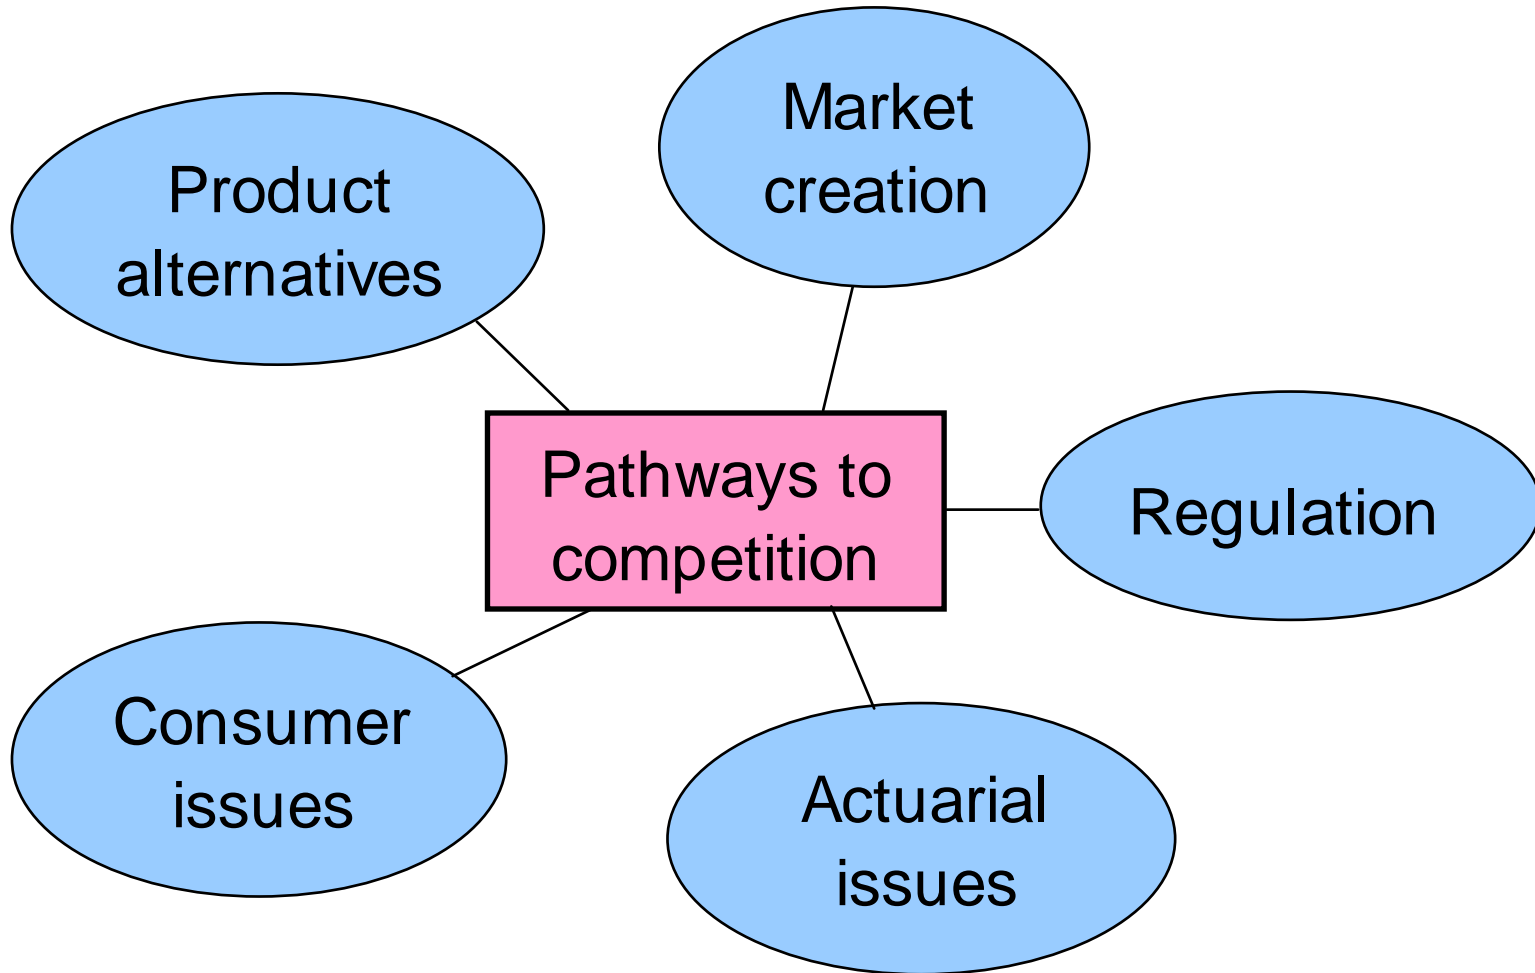 Market
creation
Product
alternatives
Pathways to
competition
Regulation
Consumer
issues
Actuarial
issues